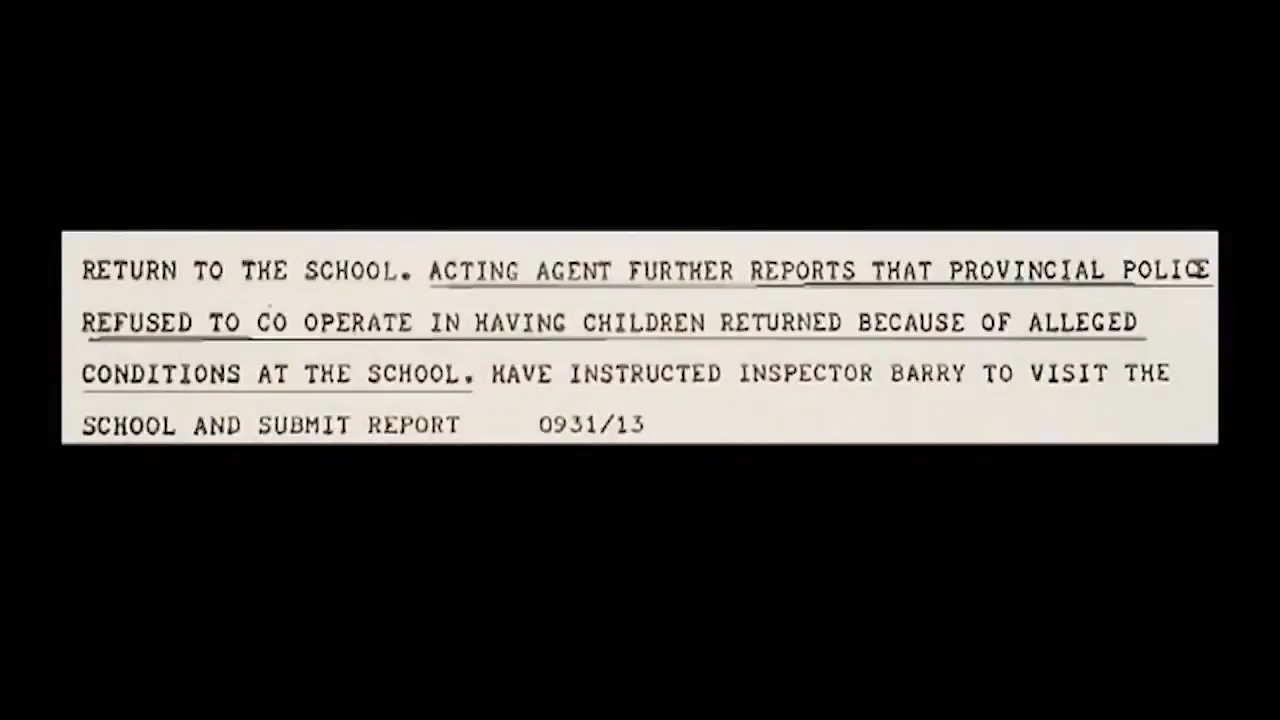 RETURN TO THE SCHOOL. ACTING AGENT FURTHER REPORTS THAT PROVINCIAL POLICE
REFUSED TO CO OPERATE IN HAVING CHILDREN RETURNED BECAUSE OF ALLEGED
CONDITIONS AT THE SCHOOL. HAVE INSTRUCTED INSPECTOR BARRY TO VISIT THE
SCHOOL AND SUBMIT REPORT 0931/13